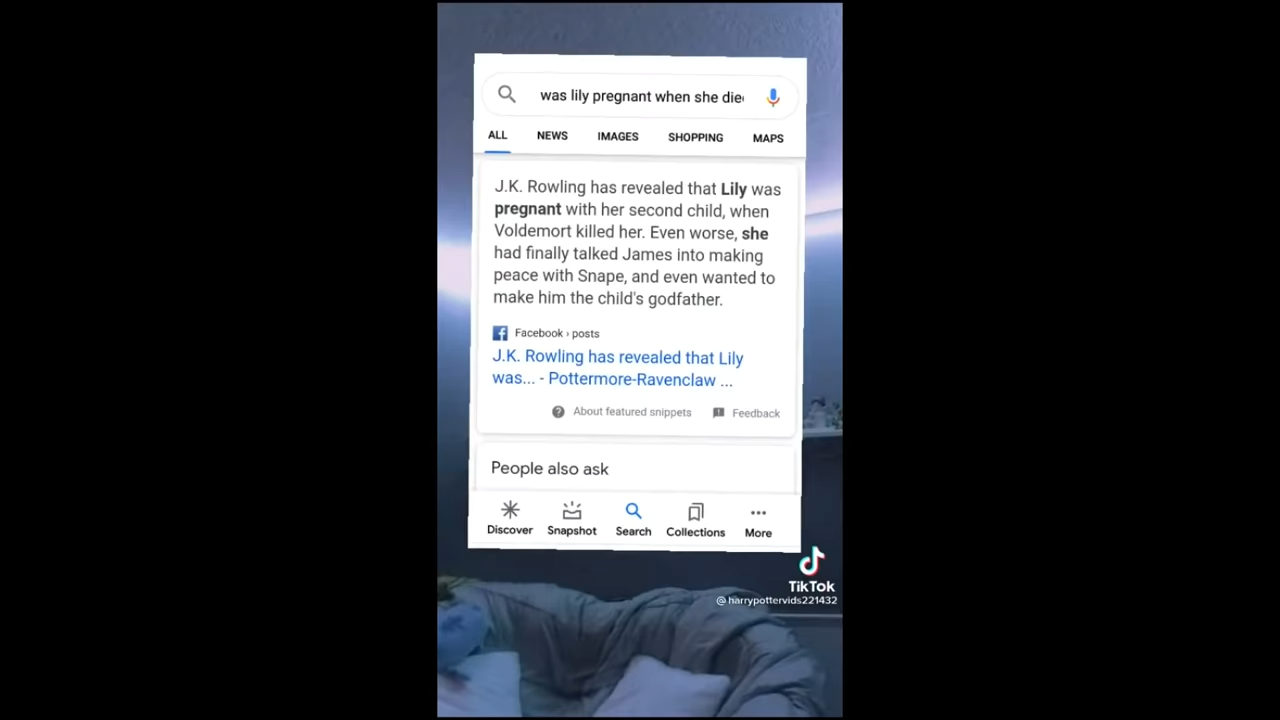 was lily pregnant when she die
ALL NEWS IMAGES SHOPPING MAPS
J.K. Rowling has revealed that Lily was
pregnant with her second child, when
Voldemort killed her. Even worse, she
had finally talked James into making
peace with Snape, and even wanted to
make him the child's godfather.
Facebook › posts
J.K. Rowling has revealed that Lily
was... - Pottermore-Ravenclaw ...
About featured snippets Feedback
People also ask
Discover Snapshot Search Collections More
TikTok
@harrypottervids221432